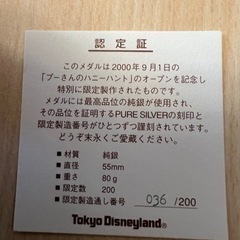 認定証
このメダルは2000年9月1日の
「プーさんのハニーハント」のオープンを記念し
特別に限定製作されたものです。
メダルには最高品位の純銀が使用され、
その品位を証明するPURE SILVERの刻印と
限定製造番号がひとつずつ謹刻されています。
どうぞ末永くご愛蔵ください。
■ 材質 純銀
■ 直径 55mm
■ 重さ 80g
■ 限定数 200
■ 限定製造通し番号 036 /200
Tokyo Disneyland®